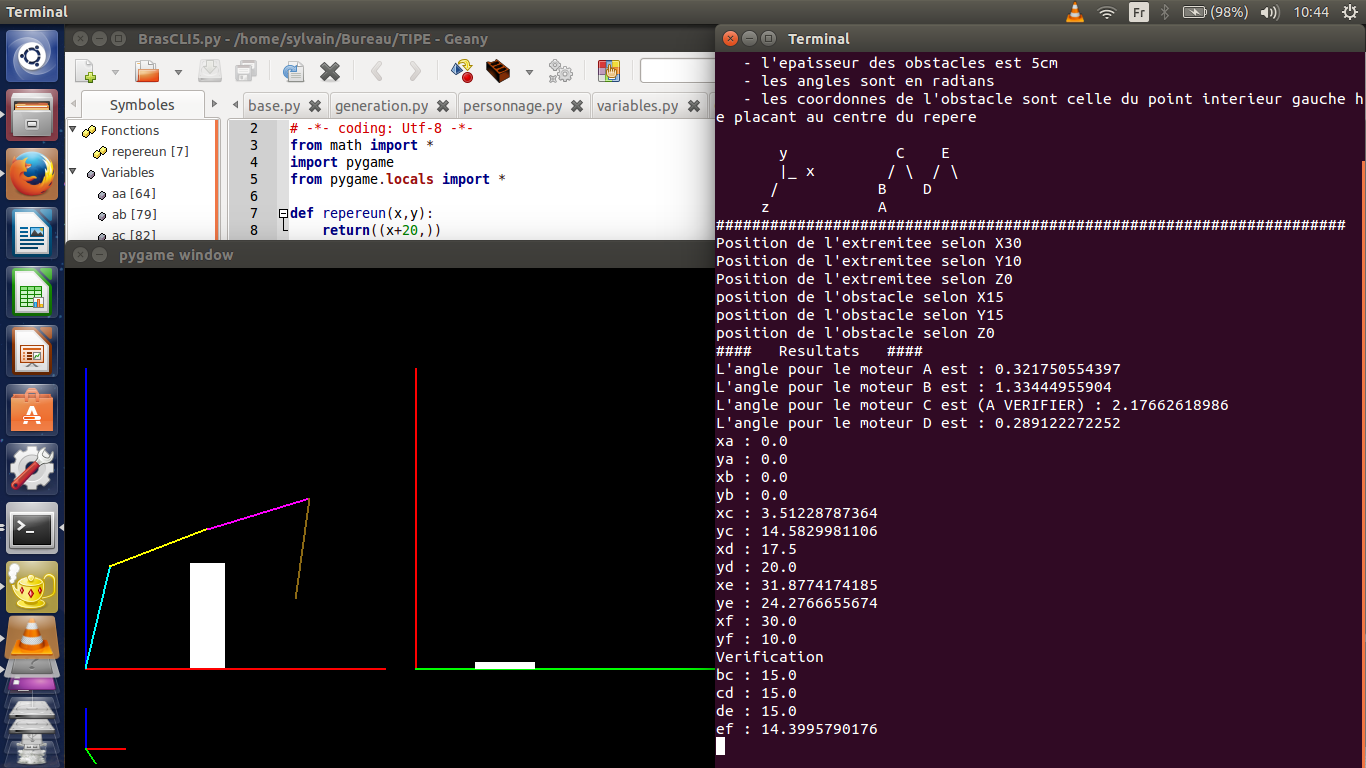 Terminal
Fr
(98%)
10:44
BrasCLI5.py - /home/sylvain/Bureau/TIPE - Geany
Symboles
Fonctions
repereun [7]
Variables
aa [64]
ab [79]
ac [82]
base.py
generation.py
personnage.py
variables.py
2 # -*- coding: Utf-8 -*-
3 from math import *
4 import pygame
5 from pygame.locals import *
6
7 def repereun(x,y):
8 return((x+20,))
pygame window
Terminal
- l'epaisseur des obstacles est 5cm
- les angles sont en radians
- les coordonnes de l'obstacle sont celle du point interieur gauche h
e placant au centre du repere
y C E
|_ x / \ / \
/ B D
z A
######################################################################
Position de l'extremitee selon X30
Position de l'extremitee selon Y10
Position de l'extremitee selon Z0
position de l'obstacle selon X15
position de l'obstacle selon Y15
position de l'obstacle selon Z0
#### Resultats ####
L'angle pour le moteur A est : 0.321750554397
L'angle pour le moteur B est : 1.33444955904
L'angle pour le moteur C est (A VERIFIER) : 2.17662618986
L'angle pour le moteur D est : 0.289122272252
xa : 0.0
ya : 0.0
xb : 0.0
yb : 0.0
xc : 3.51228787364
yc : 14.5829981106
xd : 17.5
yd : 20.0
xe : 31.8774174185
ye : 24.2766655674
xf : 30.0
yf : 10.0
Verification
bc : 15.0
cd : 15.0
de : 15.0
ef : 14.3995790176